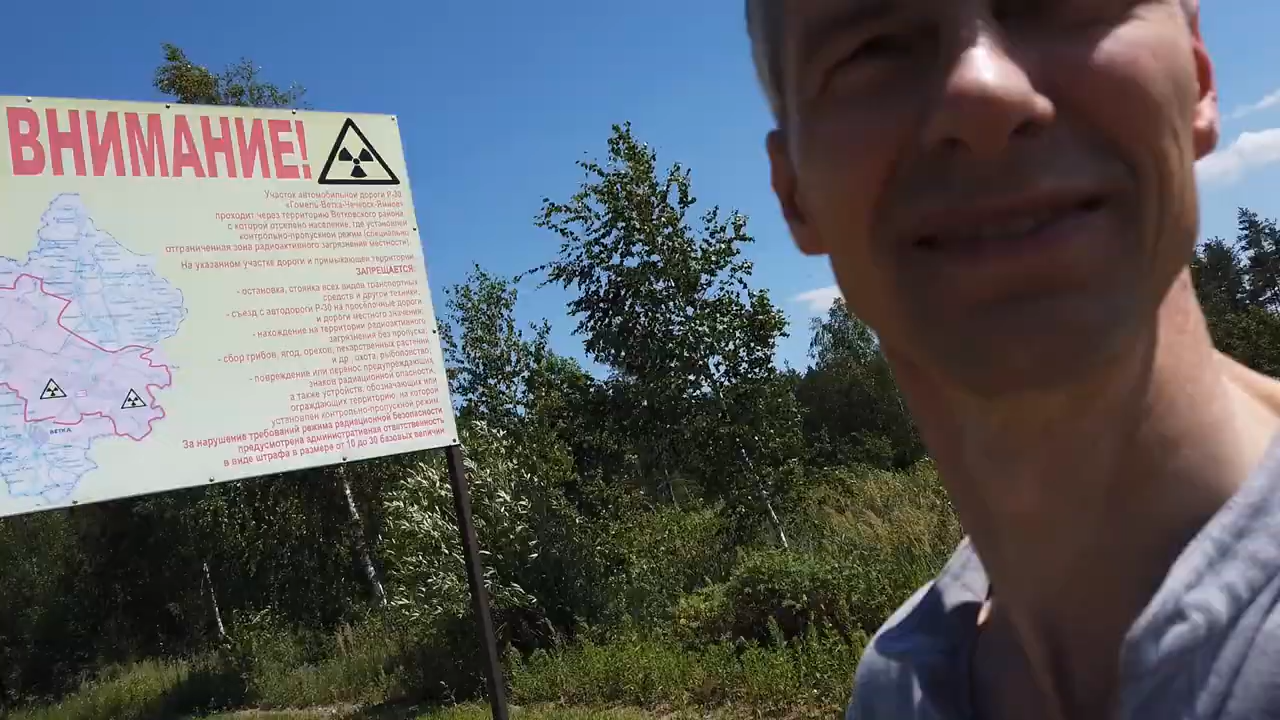 ВНИМАНИЕ!
Участок автомобильной дороги Р-30
«Гомель-Ветка-Чечерск-Ямное»
проходит через территорию Ветковского района,
с которой отселено население, где установлен
контрольно-пропускной режим (специально
отграниченная зона радиоактивного загрязнения местности).
На указанном участке дороги и примыкающей территории
ЗАПРЕЩАЕТСЯ:
- остановка, стоянка всех видов транспортных
средств и другой техники;
- съезд с автодороги Р-30 на просёлочные дороги
и дороги местного значения;
- нахождение на территории радиоактивного
загрязнения без пропуска;
- сбор грибов, ягод, орехов, лекарственных растений
и др., охота, рыболовство;
- повреждение или перенос предупреждающих
знаков радиационной опасности,
а также устройств, обозначающих или
ограждающих территорию, на которой
установлен контрольно-пропускной режим.
За нарушение требований режима радиационной безопасности
предусмотрена административная ответственность
в виде штрафа в размере от 10 до 30 базовых величин
ВЕТКА